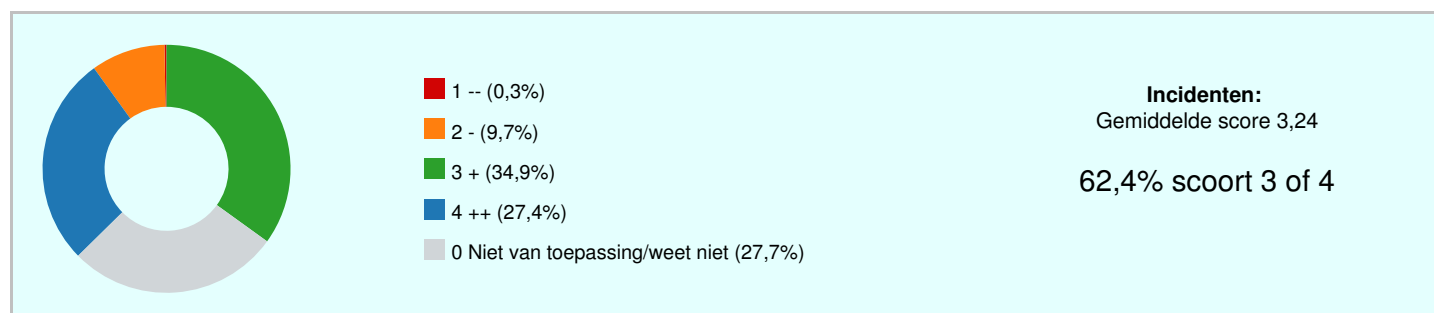 1 -- (0,3%)
2 - (9,7%)
3 + (34,9%)
4 ++ (27,4%)
0 Niet van toepassing/weet niet (27,7%)
Incidenten:
Gemiddelde score 3,24
62,4% scoort 3 of 4